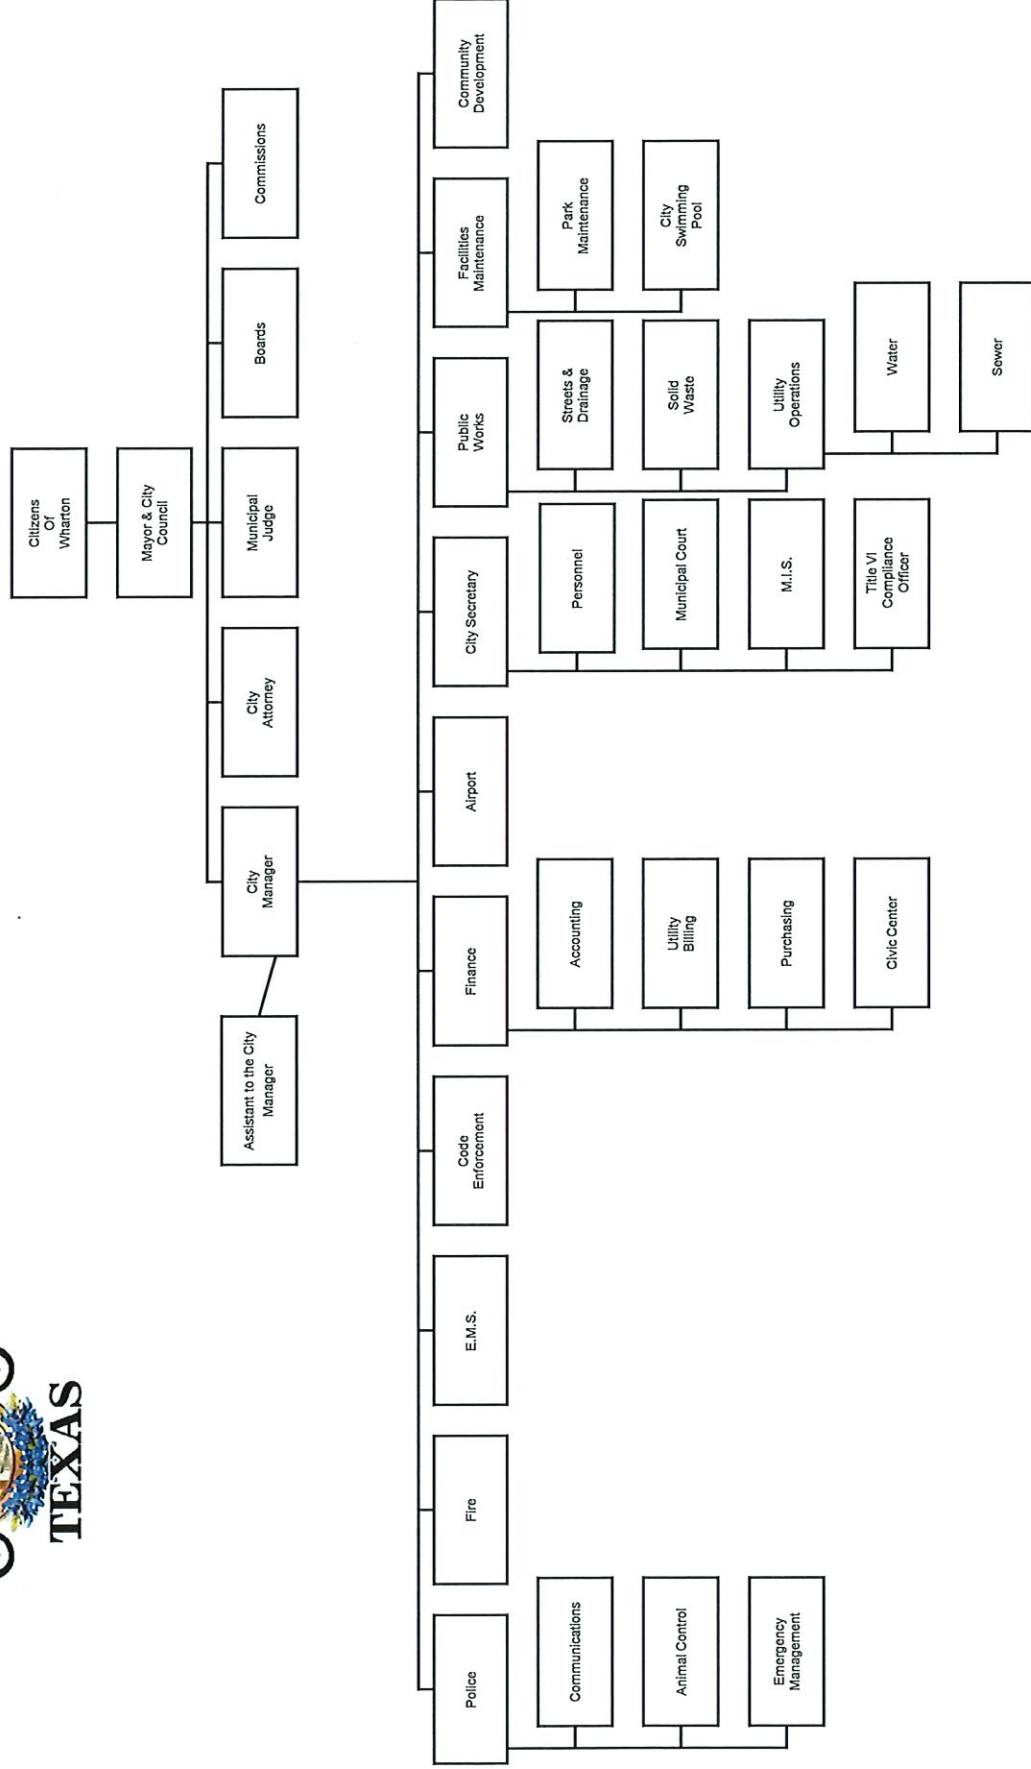 TEXAS
Citizens
Of
Wharton
Mayor & City
Council
Assistant to the City
Manager
City
Manager
City
Attorney
Municipal
Judge
Boards
Commissions
Police
Fire
E.M.S.
Code
Enforcement
Finance
Airport
City Secretary
Public
Works
Facilities
Maintenance
Community
Development
Communications
Animal Control
Emergency
Management
Accounting
Utility
Billing
Purchasing
Civic Center
Personnel
Municipal Court
M.I.S.
Title VI
Compliance
Officer
Streets &
Drainage
Solid
Waste
Utility
Operations
Water
Sewer
Park
Maintenance
City
Swimming
Pool